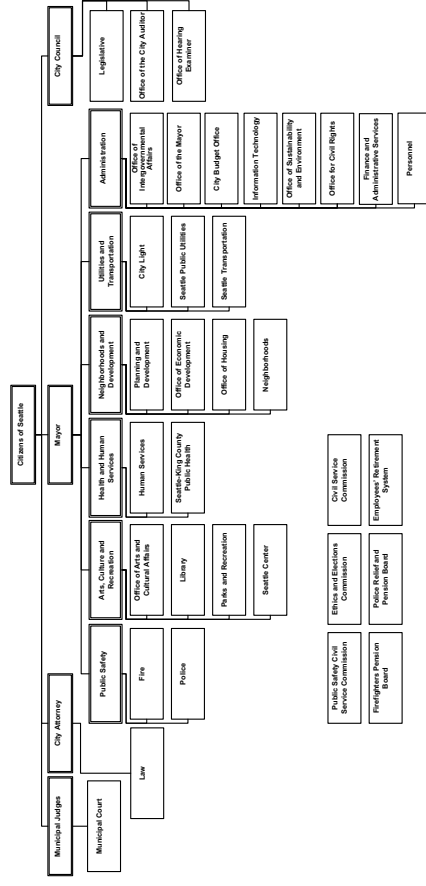 Citizens of Seattle
Municipal Judges
City Attorney
Mayor
City Council
Municipal Court
Law
Public Safety
Fire
Police
Arts, Culture and
Recreation
Office of Arts and
Cultural Affairs
Library
Parks and Recreation
Seattle Center
Health and Human
Services
Human Services
Seattle-King County
Public Health
Neighborhoods and
Development
Planning and
Development
Office of Economic
Development
Office of Housing
Neighborhoods
Utilities and
Transportation
City Light
Seattle Public Utilities
Seattle Transportation
Administration
Office of
Intergovernmental
Affairs
Office of the Mayor
City Budget Office
Information Technology
Office of Sustainability
and Environment
Office for Civil Rights
Finance and
Administrative Services
Personnel
Legislative
Office of the City Auditor
Office of Hearing
Examiner
Public Safety Civil
Service Commission
Ethics and Elections
Commission
Civil Service
Commission
Firefighters Pension
Board
Police Relief and
Pension Board
Employees' Retirement
System